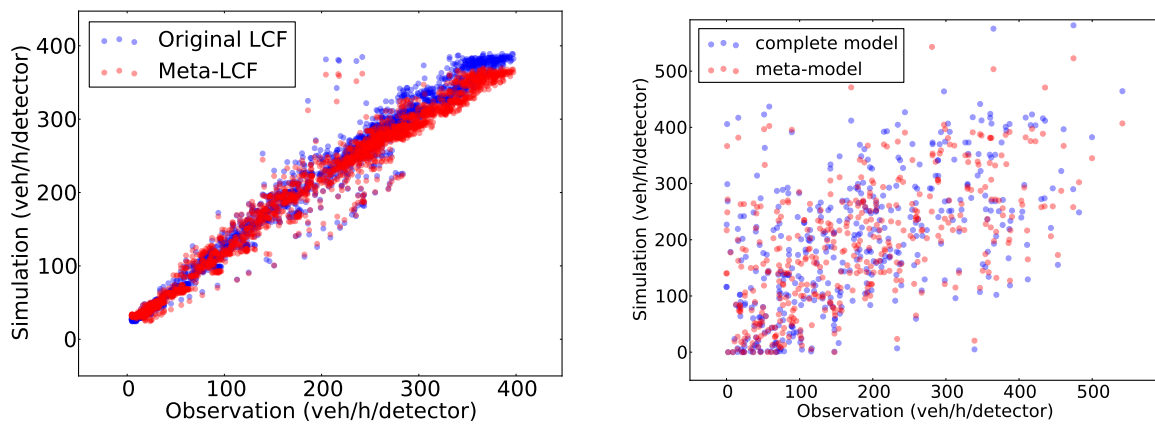 Original LCF
Meta-LCF
400
300
200
100
0
Simulation (veh/h/detector)
0 100 200 300 400
Observation (veh/h/detector)
complete model
meta-model
500
400
300
200
100
0
Simulation (veh/h/detector)
0 100 200 300 400 500
Observation (veh/h/detector)